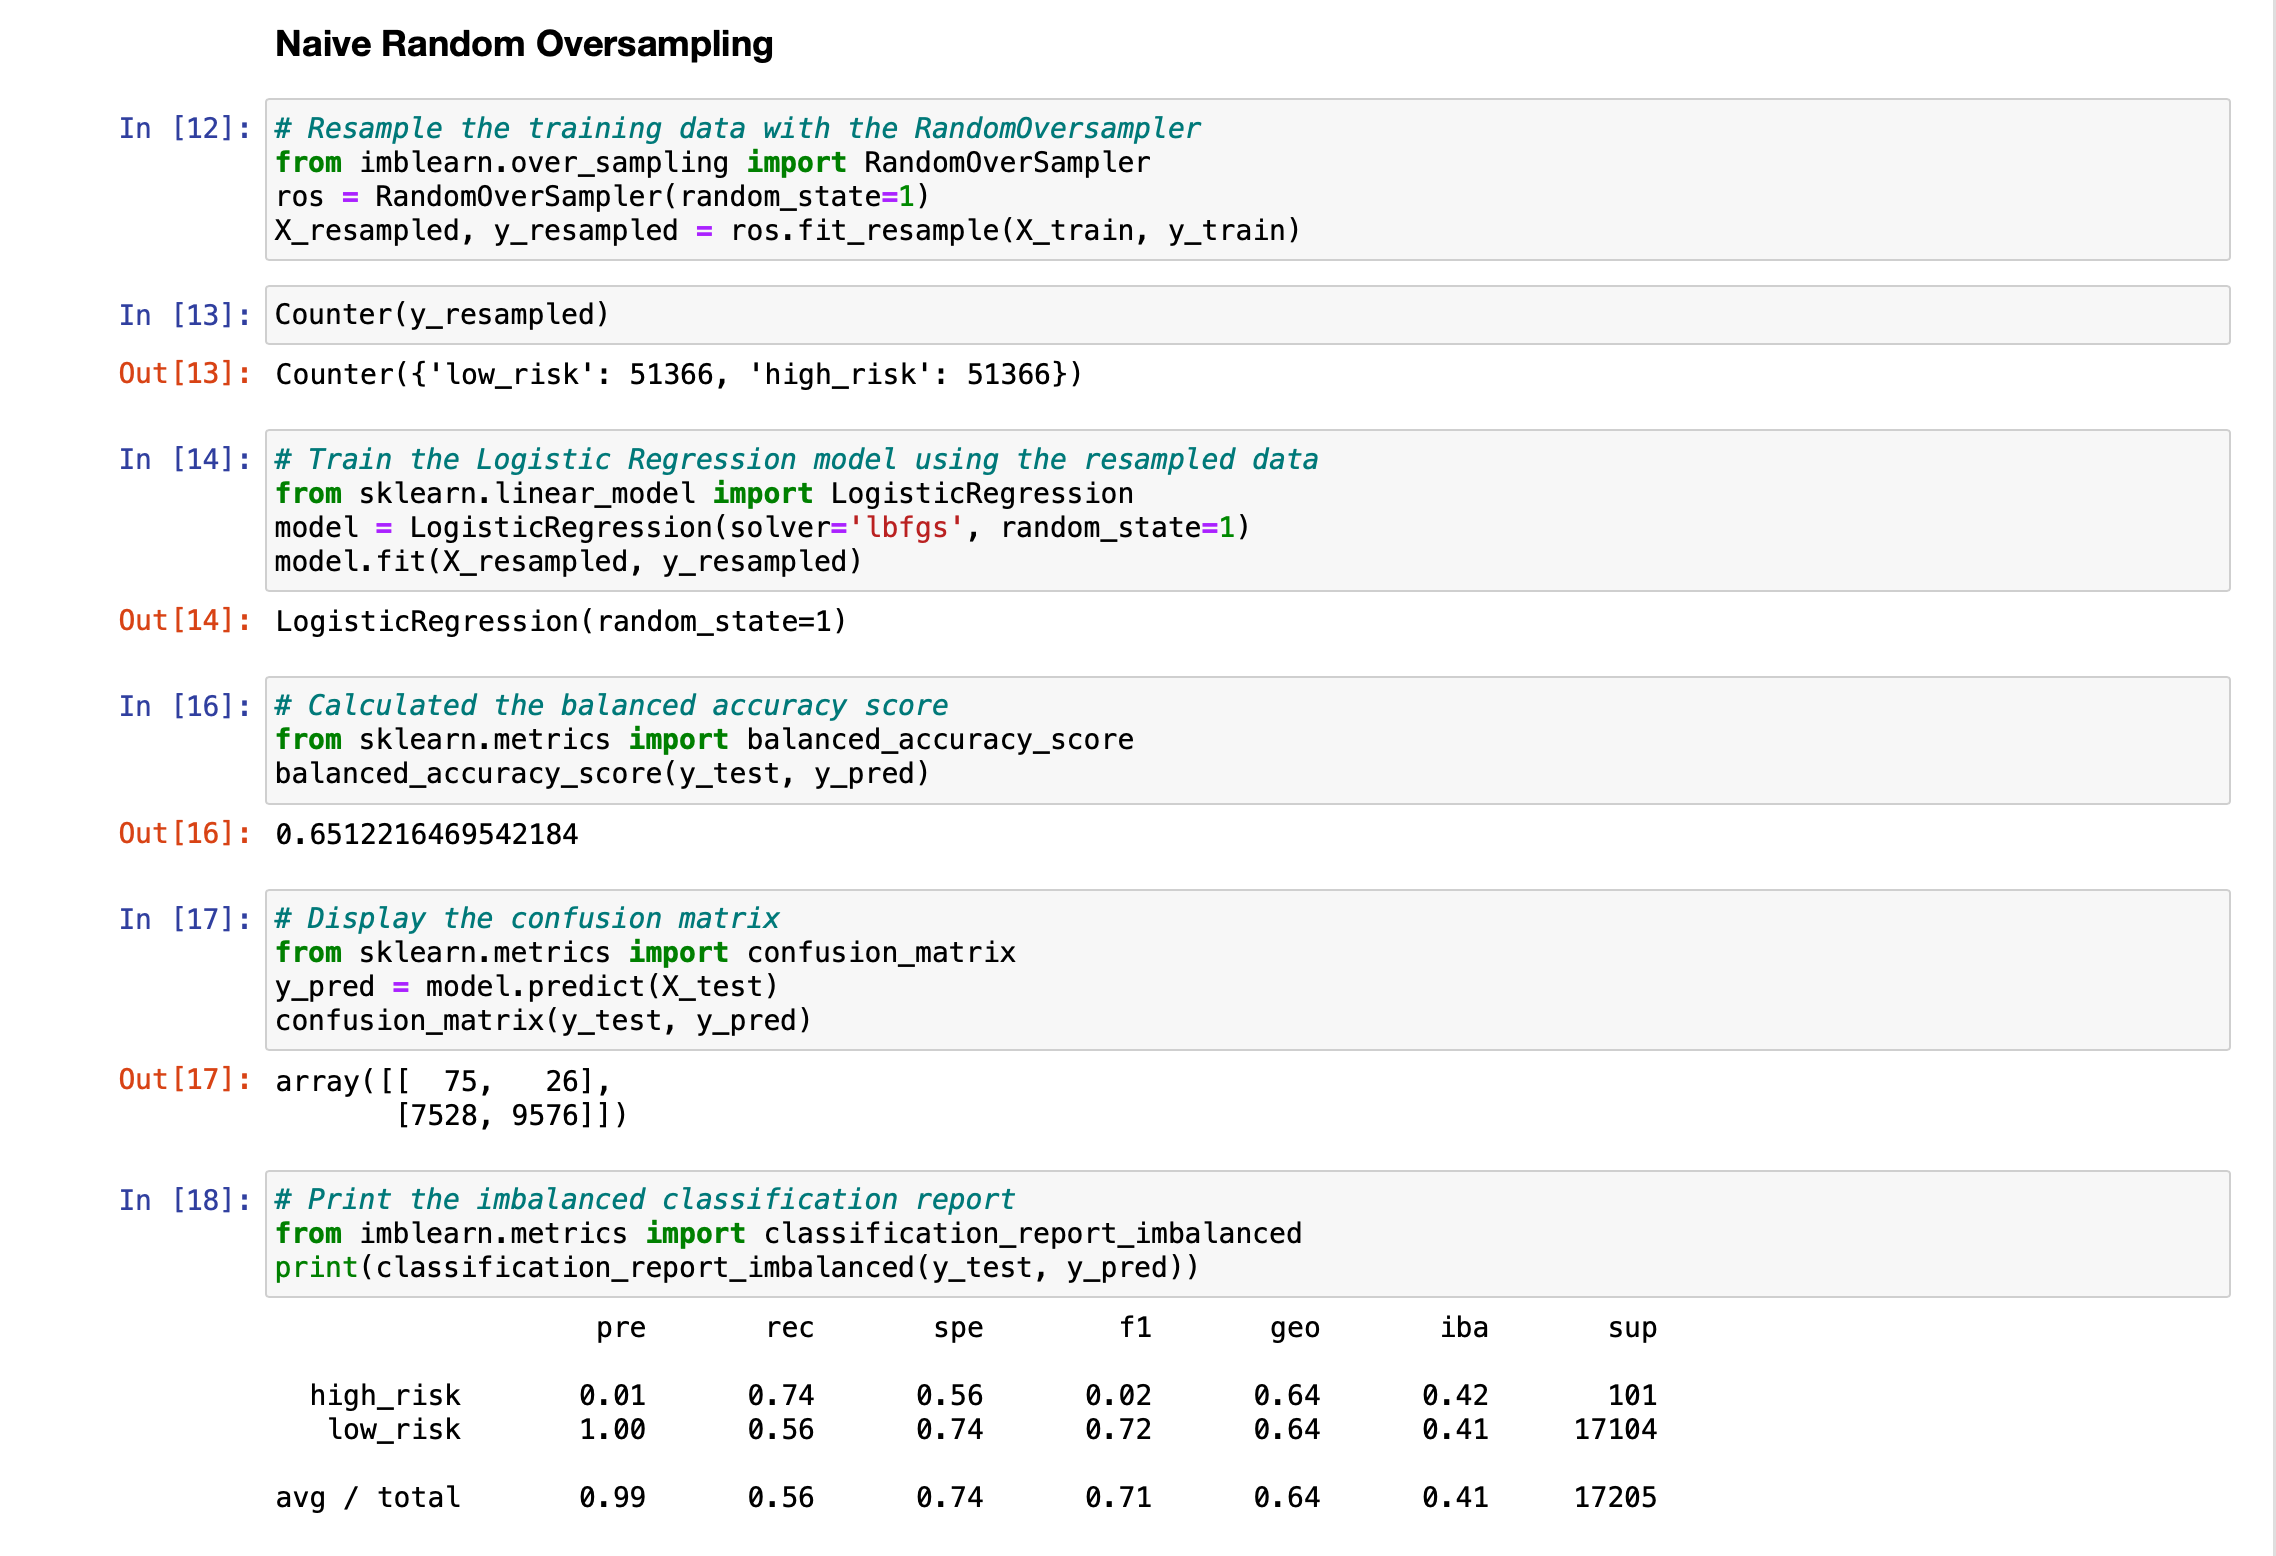 Naive Random Oversampling
In [12]: # Resample the training data with the RandomOversampler
from imblearn.over_sampling import RandomOverSampler
ros = RandomOverSampler(random_state=1)
X_resampled, y_resampled = ros.fit_resample(X_train, y_train)
In [13]: Counter(y_resampled)
Out[13]: Counter({'low_risk': 51366, 'high_risk': 51366})
In [14]: # Train the Logistic Regression model using the resampled data
from sklearn.linear_model import LogisticRegression
model = LogisticRegression(solver='lbfgs', random_state=1)
model.fit(X_resampled, y_resampled)
Out[14]: LogisticRegression(random_state=1)
In [16]: # Calculated the balanced accuracy score
from sklearn.metrics import balanced_accuracy_score
balanced_accuracy_score(y_test, y_pred)
Out[16]: 0.6512216469542184
In [17]: # Display the confusion matrix
from sklearn.metrics import confusion_matrix
y_pred = model.predict(X_test)
confusion_matrix(y_test, y_pred)
Out[17]: array([[  75,   26],
       [7528, 9576]])
In [18]: # Print the imbalanced classification report
from imblearn.metrics import classification_report_imbalanced
print(classification_report_imbalanced(y_test, y_pred))
pre rec spe f1 geo iba sup
high_risk 0.01 0.74 0.56 0.02 0.64 0.42 101
low_risk 1.00 0.56 0.74 0.72 0.64 0.41 17104
avg / total 0.99 0.56 0.74 0.71 0.64 0.41 17205